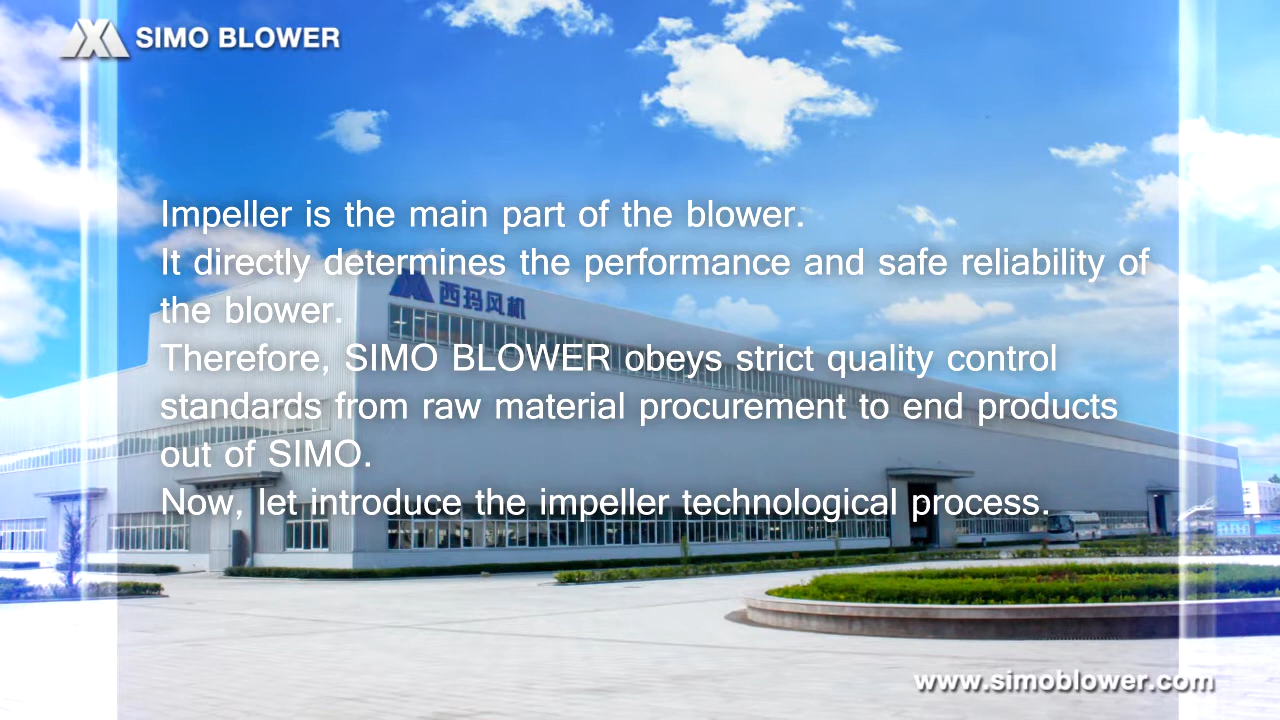 SIMO BLOWER
Impeller is the main part of the blower.
It directly determines the performance and safe reliability of
the blower.
西玛风机
Therefore, SIMO BLOWER obeys strict quality control
standards from raw material procurement to end products
out of SIMO.
Now, let introduce the impeller technological process.
www.simoblower.com